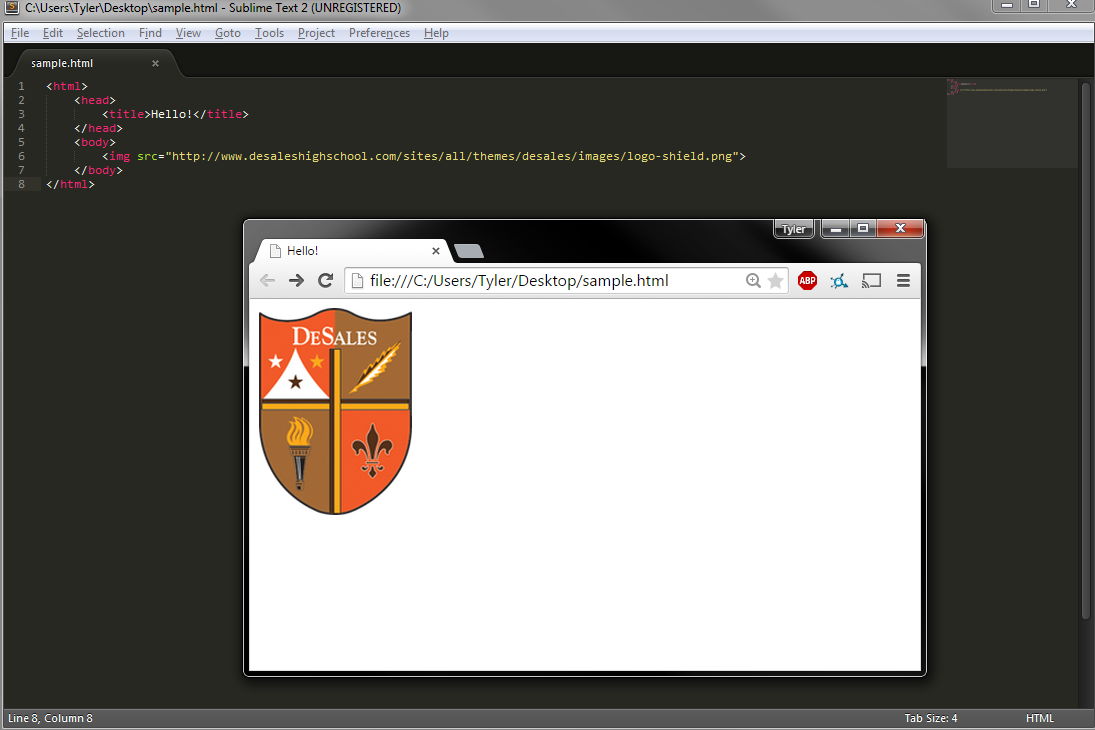 C:\Users\Tyler\Desktop\sample.html - Sublime Text 2 (UNREGISTERED)
File Edit Selection Find View Goto Tools Project Preferences Help
sample.html
1 <html>
2 <head>
3 <title>Hello!</title>
4 </head>
5 <body>
6 <img src="http://www.desaleshighschool.com/sites/all/themes/desales/images/logo-shield.png">
7 </body>
8 </html>
Tyler
Hello!
file:///C:/Users/Tyler/Desktop/sample.html
ABP
DESALES
Line 8, Column 8 Tab Size: 4 HTML